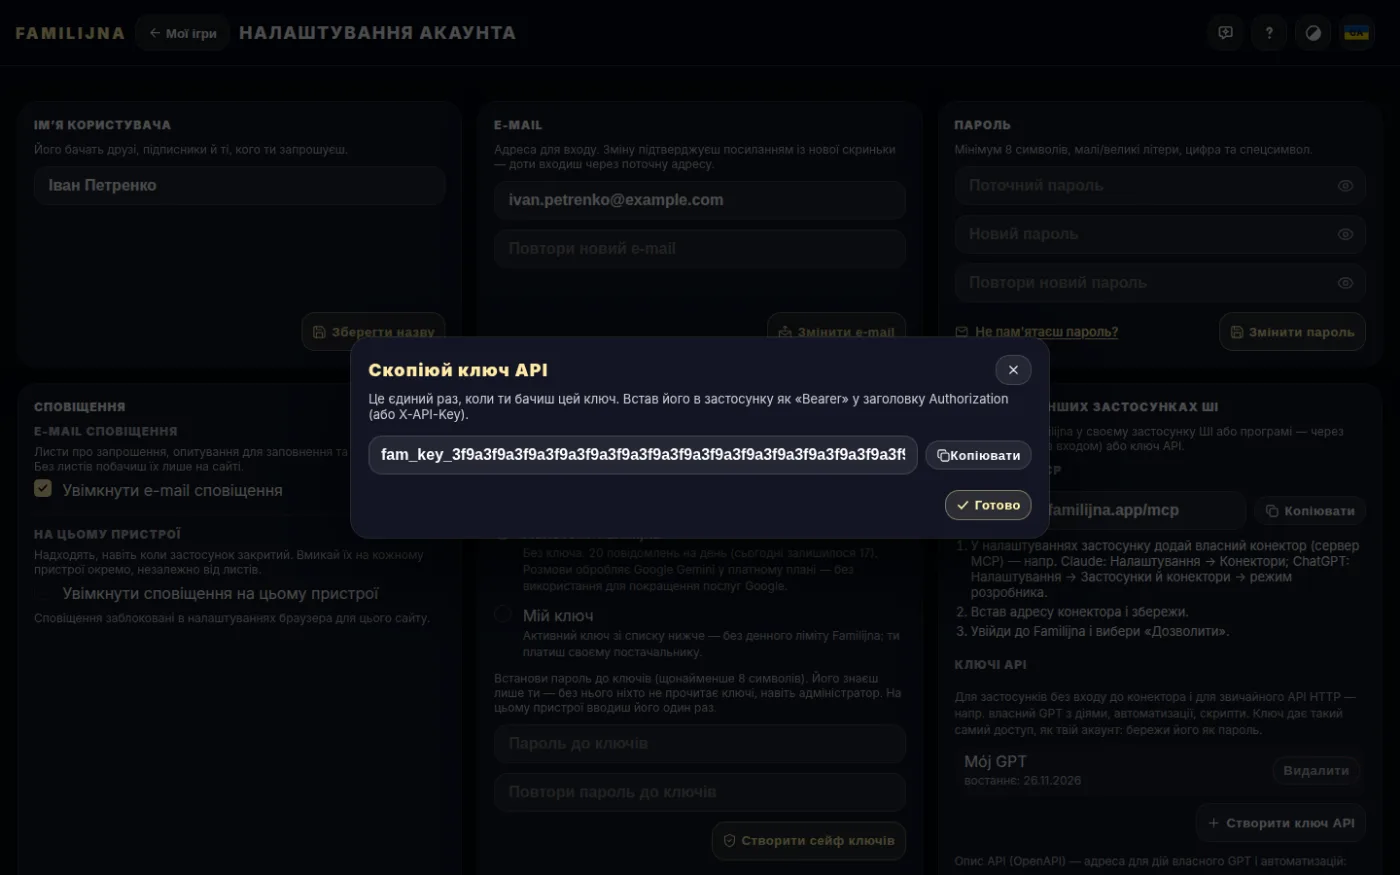 FAMILIJNA
← Мої ігри
НАЛАШТУВАННЯ АКАУНТА
?
ІМ'Я КОРИСТУВАЧА
Його бачать друзі, підписники й ті, кого ти запрошуєш.
Іван Петренко
Зберегти назву
E-MAIL
Адреса для входу. Зміну підтверджуєш посиланням із нової скриньки
— доти входиш через поточну адресу.
ivan.petrenko@example.com
Повтори новий e-mail
Змінити e-mail
ПАРОЛЬ
Мінімум 8 символів, малі/великі літери, цифра та спецсимвол.
Поточний пароль
Новий пароль
Повтори новий пароль
Не пам'ятаєш пароль?
Змінити пароль
Скопіюй ключ API
Це єдиний раз, коли ти бачиш цей ключ. Встав його в застосунку як «Bearer» у заголовку Authorization
(або X-API-Key).
fam_key_3f9a3f9a3f9a3f9a3f9a3f9a3f9a3f9a3f9a3f9a3f9a3f9a3f9a3f9a3f9a3f9
Копіювати
Готово
СПОВІЩЕННЯ
E-MAIL СПОВІЩЕННЯ
Листи про запрошення, опитування для заповнення та
Без листів побачиш їх лише на сайті.
Увімкнути e-mail сповіщення
НА ЦЬОМУ ПРИСТРОЇ
Надходять, навіть коли застосунок закритий. Вмикай їх на кожному
пристрої окремо, незалежно від листів.
Увімкнути сповіщення на цьому пристрої
Сповіщення заблоковані в налаштуваннях браузера для цього сайту.
Без ключа. 20 повідомлень на день (сьогодні залишилося 17).
Розмови обробляє Google Gemini у платному плані — без
використання для покращення послуг Google.
Мій ключ
Активний ключ зі списку нижче — без денного ліміту Familijna; ти
платиш своєму постачальнику.
Встанови пароль до ключів (щонайменше 8 символів). Його знаєш
лише ти — без нього ніхто не прочитає ключі, навіть адміністратор. На
цьому пристрої вводиш його один раз.
Пароль до ключів
Повтори пароль до ключів
Створити сейф ключів
НШИХ ЗАСТОСУНКАХ ШІ
ilijna у своєму застосунку ШІ або програмі — через
з входом) або ключ API.
familijna.app/mcp
Копіювати
1. У налаштуваннях застосунку додай власний конектор (сервер
MCP) — напр. Claude: Налаштування → Конектори; ChatGPT:
Налаштування → Застосунки й конектори → режим
розробника.
2. Встав адресу конектора і збережи.
3. Увійди до Familijna і вибери «Дозволити».
КЛЮЧІ API
Для застосунків без входу до конектора і для звичайного API HTTP —
напр. власний GPT з діями, автоматизації, скрипти. Ключ дає такий
самий доступ, як твій акаунт: бережи його як пароль.
Mój GPT
востаннє: 26.11.2026
Видалити
+ Створити ключ API
Опис API (OpenAPI) — адреса для дій власного GPT і автоматизацій: